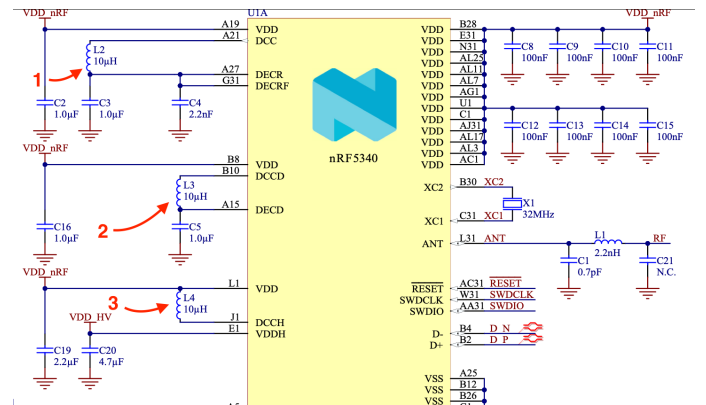 VDD_nRF
U1A
VDD_nRF
A19 VDD
A21 DCC
L2
10µH
1
A27 DECR
G31 DECRF
C2
1.0µF
C3
1.0µF
C4
2.2nF
VDD_nRF
B8 VDD
B10 DCCD
L3
10µH
2
A15 DECD
C16
1.0µF
C5
1.0µF
VDD_nRF
L1 VDD
3
L4
10µH
VDD_HV
J1 DCCH
E1 VDDH
C19
2.2µF
C20
4.7µF
nRF5340
VDD B28
VDD E31
VDD N31
VDD AL25
VDD AL11
VDD AL7
VDD AG1
VDD U1
VDD C1
VDD AJ31
VDD AL17
VDD AL3
VDD AC1
C8
100nF
C9
100nF
C10
100nF
C11
100nF
C12
100nF
C13
100nF
C14
100nF
C15
100nF
XC2 B30 XC2
X1
32MHz
XC1 C31 XC1
ANT L31 ANT
L1
2.2nH
RF
C1
0.7pF
C21
N.C.
RESET AC31 RESET
SWDCLK W31 SWDCLK
SWDIO AA31 SWDIO
D- B4 D_N
D+ B2 D_P
VSS A25
VSS B12
VSS B26